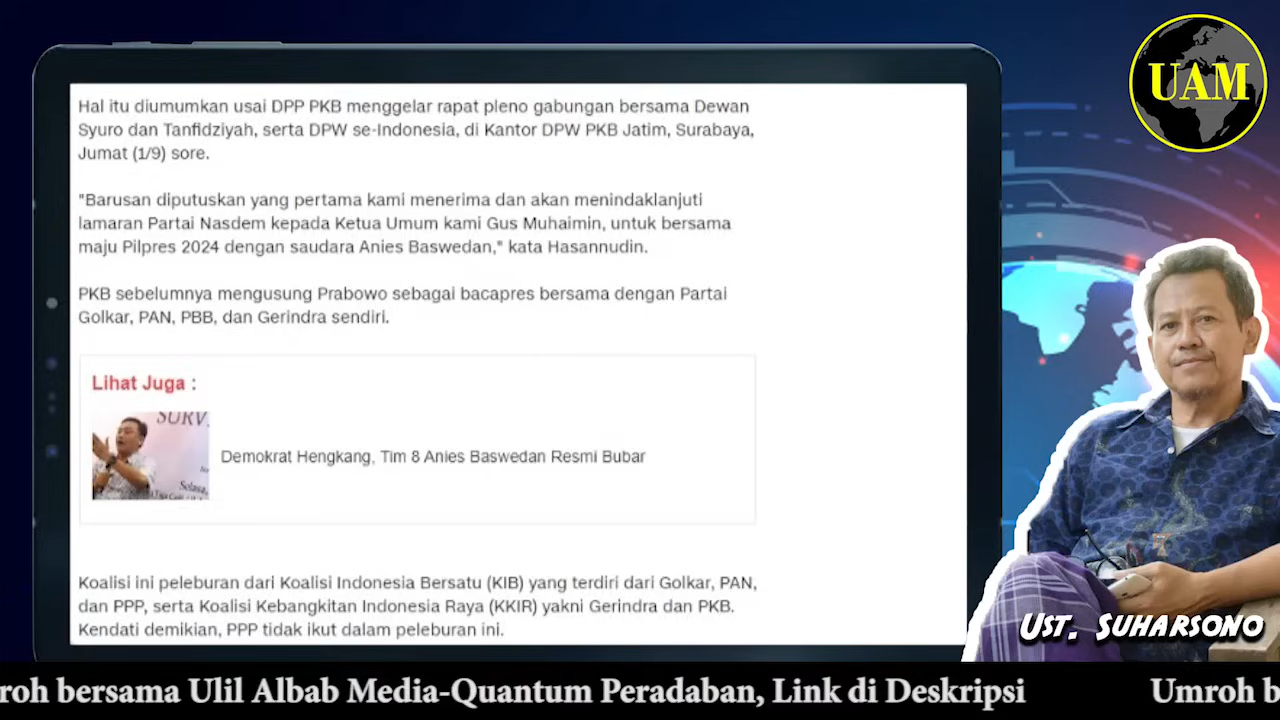 UAM
Hal itu diumumkan usai DPP PKB menggelar rapat pleno gabungan bersama Dewan
Syuro dan Tanfidziyah, serta DPW se-Indonesia, di Kantor DPW PKB Jatim, Surabaya,
Jumat (1/9) sore.
"Barusan diputuskan yang pertama kami menerima dan akan menindaklanjuti
lamaran Partai Nasdem kepada Ketua Umum kami Gus Muhaimin, untuk bersama
maju Pilpres 2024 dengan saudara Anies Baswedan," kata Hasannudin.
PKB sebelumnya mengusung Prabowo sebagai bacapres bersama dengan Partai
Golkar, PAN, PBB, dan Gerindra sendiri.
Lihat Juga :
SURV
Selasa,
Demokrat Hengkang, Tim 8 Anies Baswedan Resmi Bubar
Koalisi ini peleburan dari Koalisi Indonesia Bersatu (KIB) yang terdiri dari Golkar, PAN,
dan PPP, serta Koalisi Kebangkitan Indonesia Raya (KKIR) yakni Gerindra dan PKB.
Kendati demikian, PPP tidak ikut dalam peleburan ini.
Ust. Suharsono
roh bersama Ulil Albab Media-Quantum Peradaban, Link di Deskripsi Umroh b